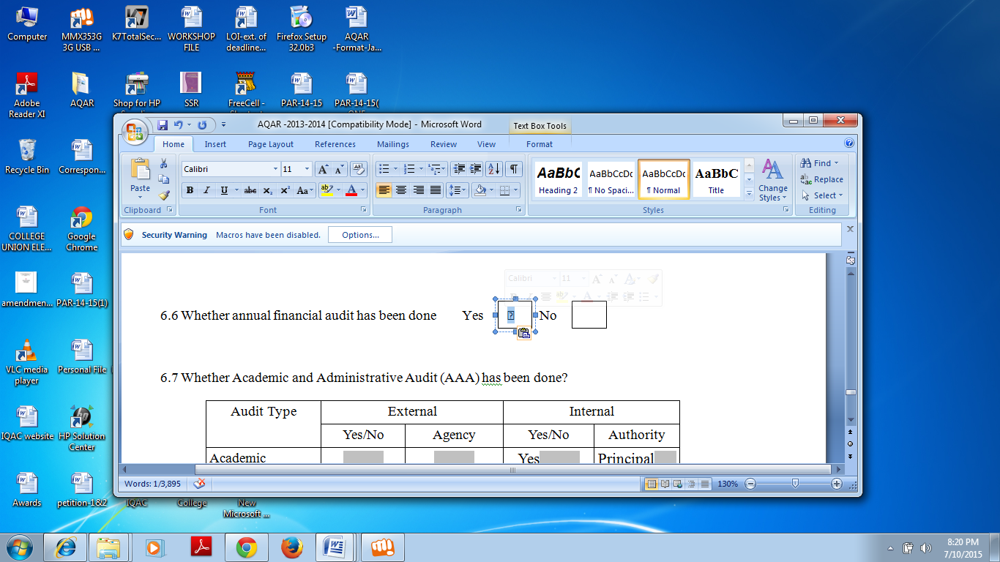 Computer
MMX353G
3G USB ...
K7TotalSec...
WORKSHOP
FILE
LOI-ext. of
deadline...
Firefox Setup
32.0b3
AQAR
-Format-Ja...
Adobe
Reader XI
AQAR
Shop for HP
SSR
FreeCell -
PAR-14-15
PAR-14-15(
AQAR -2013-2014 [Compatibility Mode] - Microsoft Word
Text Box Tools
Home Insert Page Layout References Mailings Review View Format
Recycle Bin
Correspon...
Paste
Clipboard
Calibri 11
B I U abc x₂ x² Aa
Font
Paragraph
AaBbC AaBbCcDc AaBbCcDc AaBbC
Heading 2 ¶ No Spaci... ¶ Normal Title
Styles
Change
Styles
Find
Replace
Select
Editing
COLLEGE
UNION ELE...
Google
Chrome
Security Warning Macros have been disabled. Options...
amendmen...
PAR-14-15(1)
Calibri 11
6.6 Whether annual financial audit has been done Yes ? No
VLC media
player
Personal File
6.7 Whether Academic and Administrative Audit (AAA) has been done?
Audit Type External Internal
Yes/No Agency Yes/No Authority
Academic Yes Principal
IQAC website
HP Solution
Center
Words: 1/3,895
130%
Awards
petition-1&2
IQAC
College
New
Microsoft ...
8:20 PM
7/10/2015